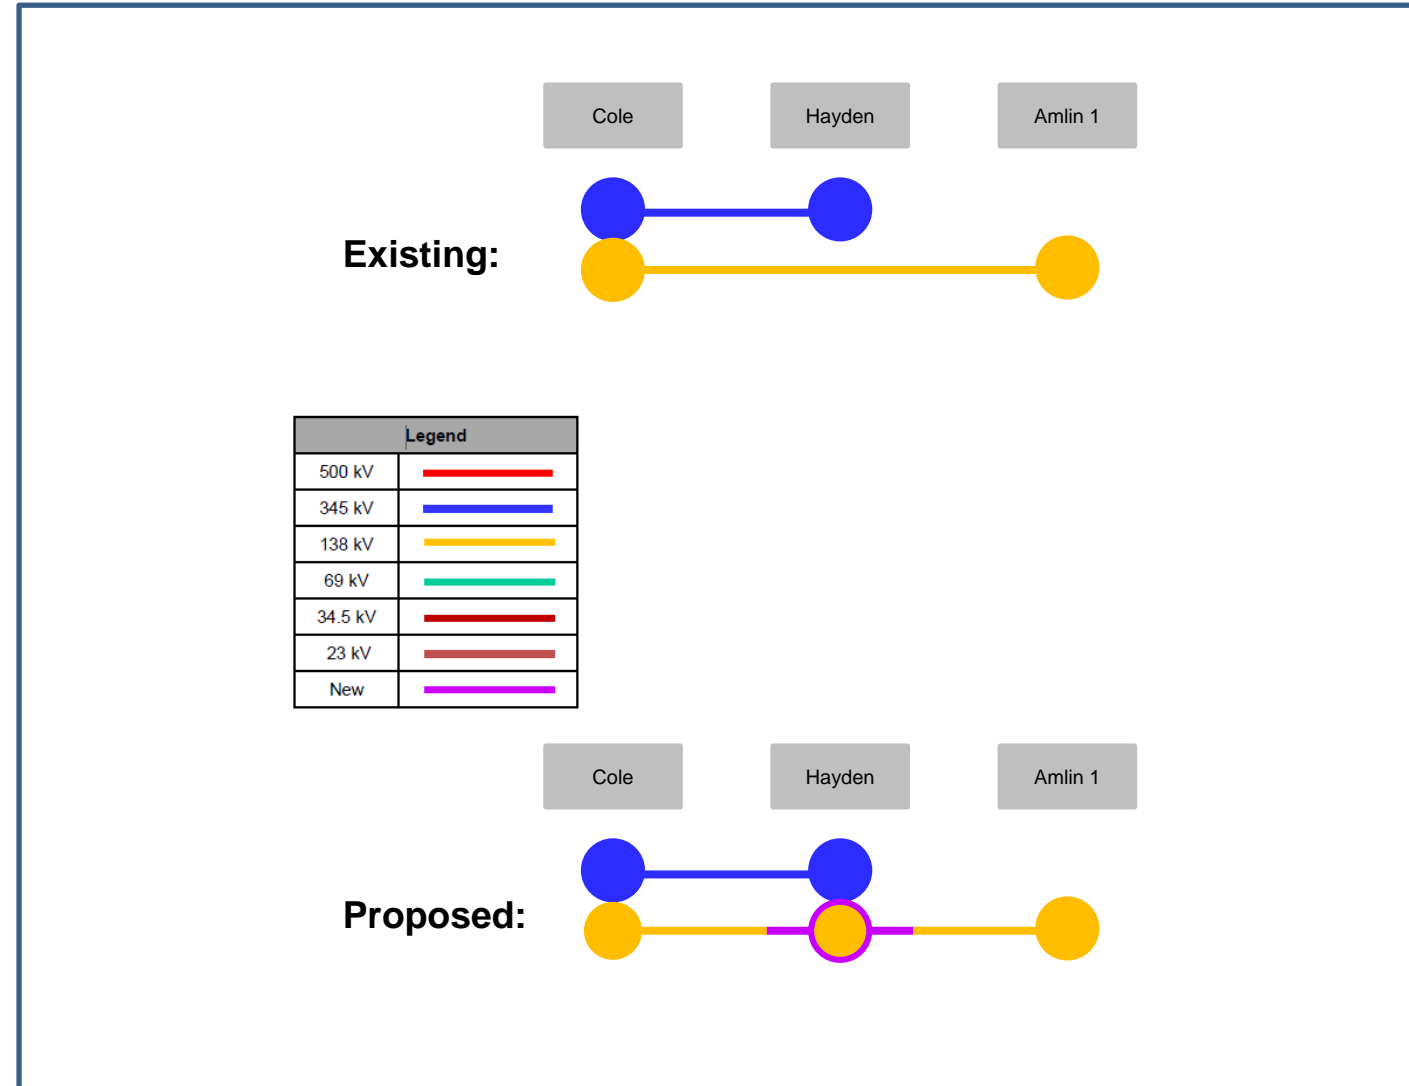 Cole Hayden Amlin 1
Existing:
Legend
500 kV
345 kV
138 kV
69 kV
34.5 kV
23 kV
New
Cole Hayden Amlin 1
Proposed: